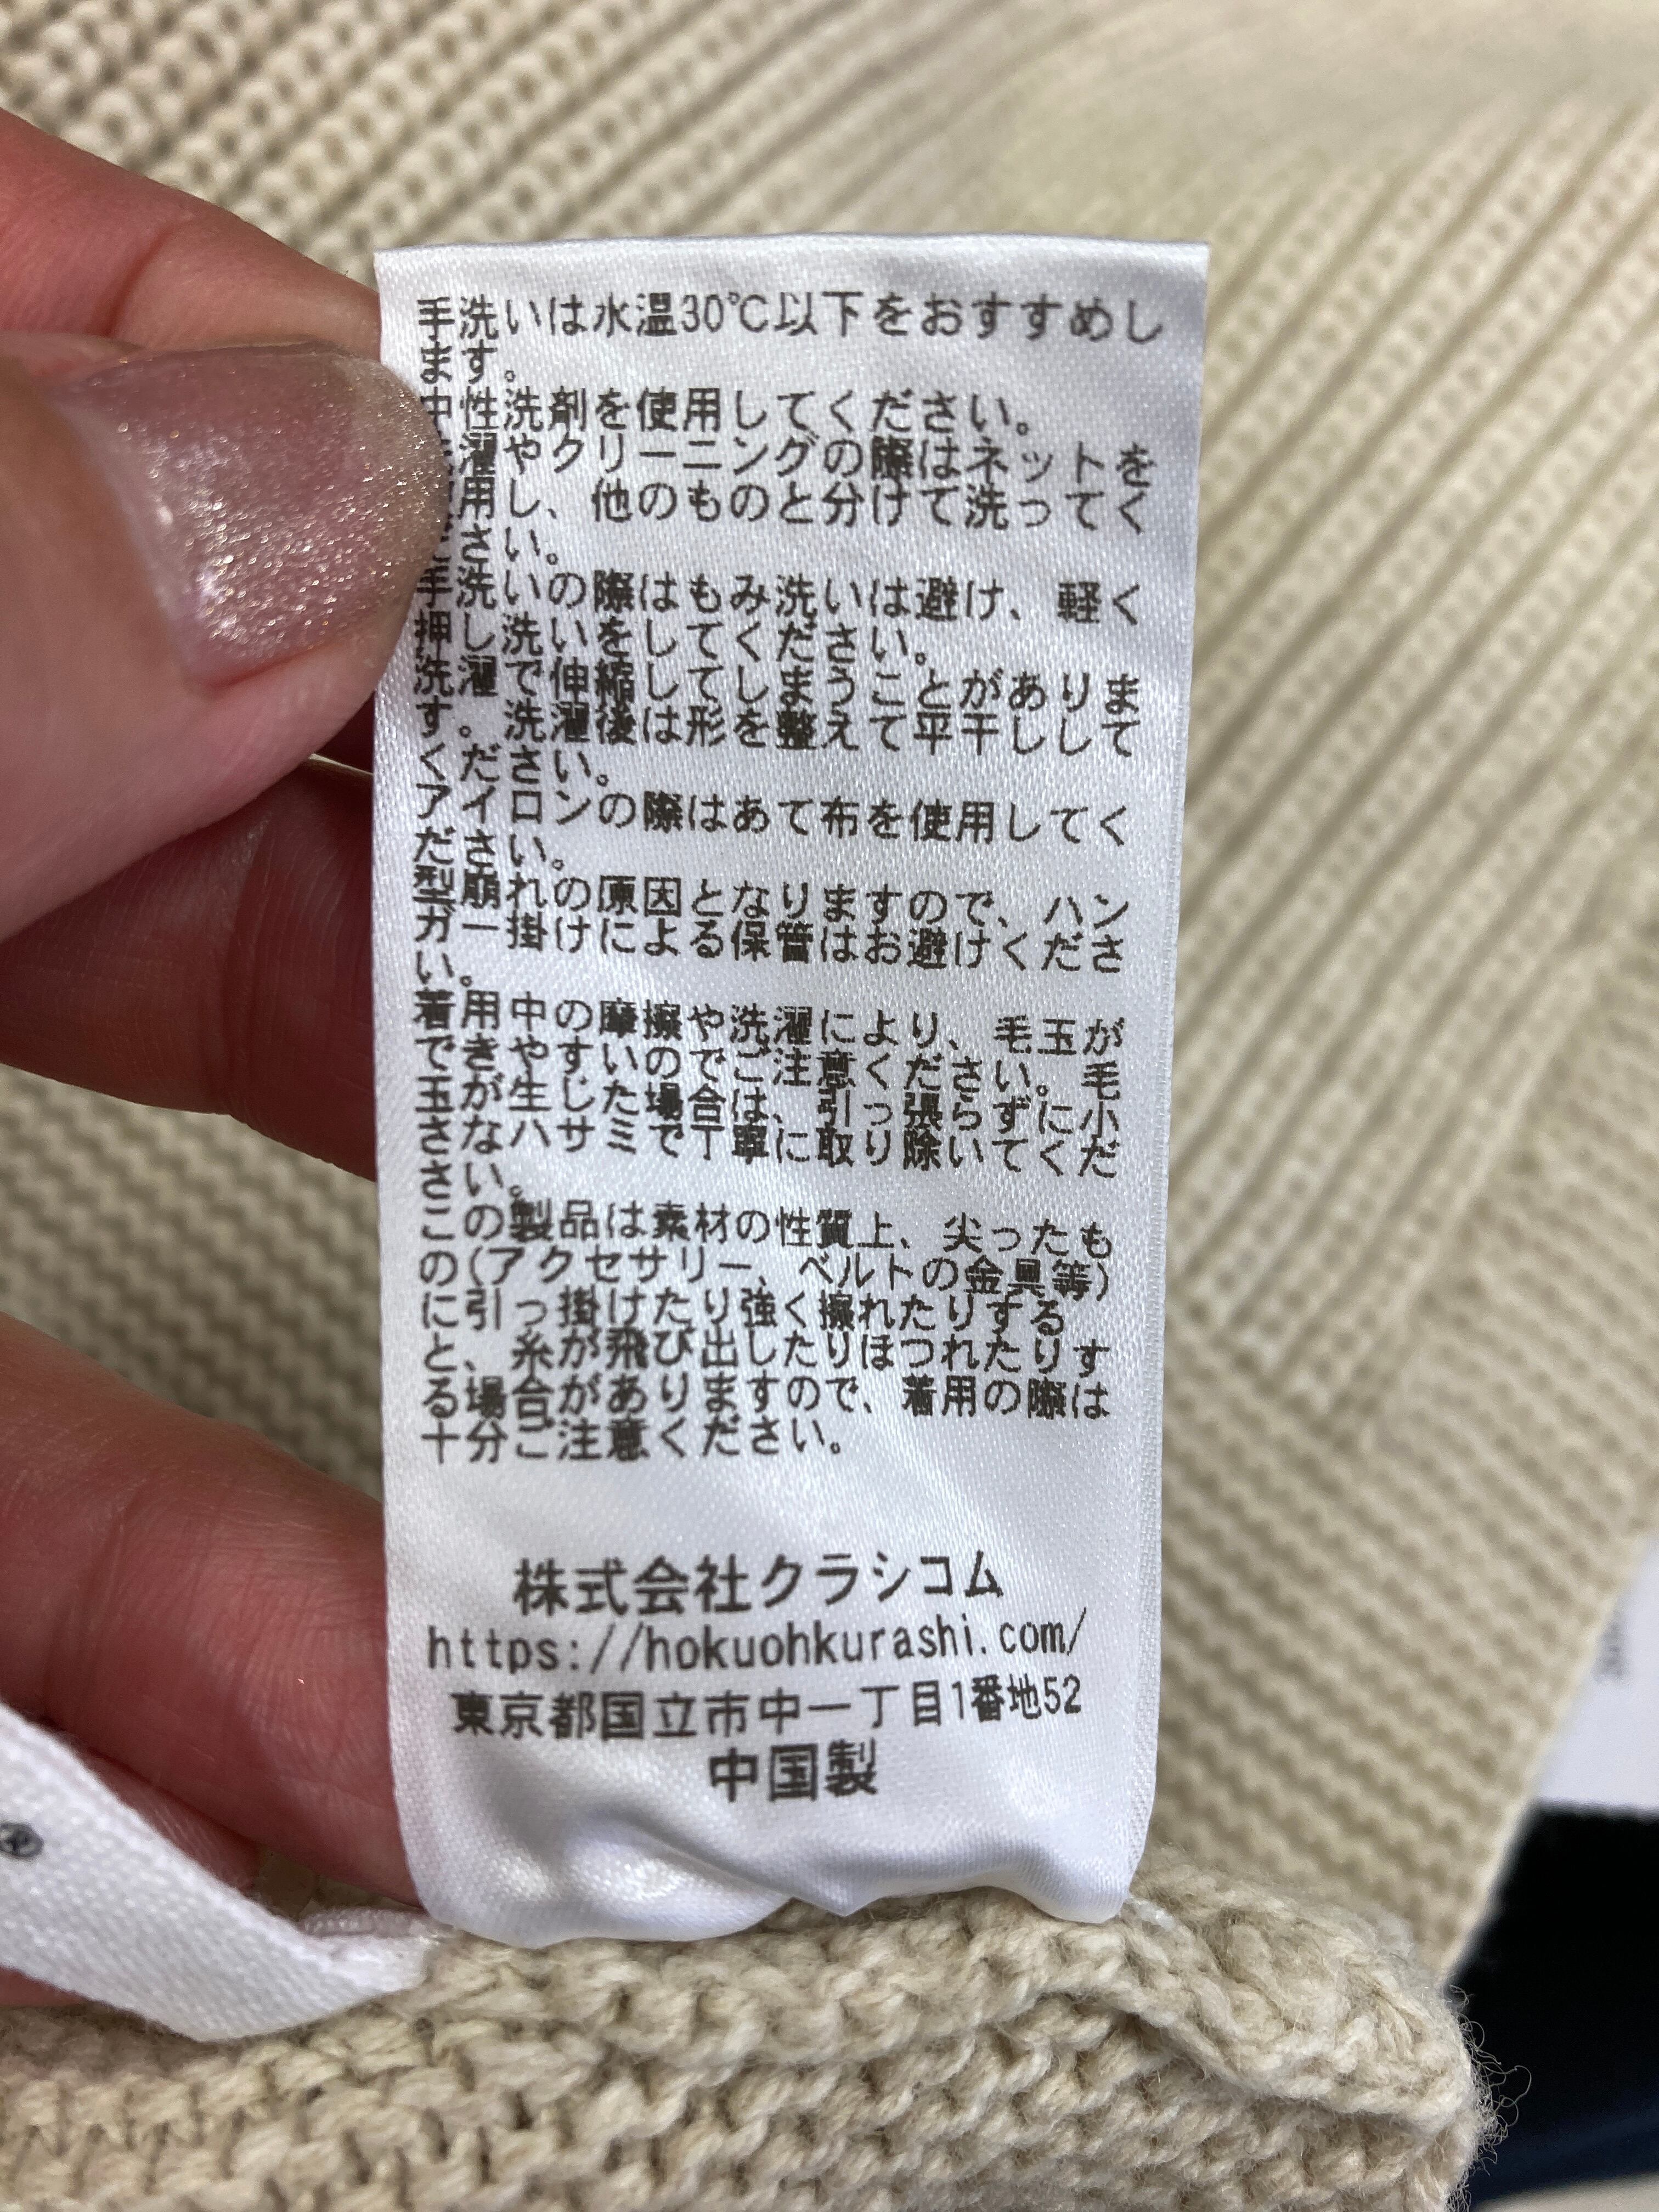 手洗いは水温30℃以下をおすすめし
ます。
中性洗剤を使用してください。
濯やクリーニングの際はネットを
用し、他のものと分けて洗ってく
さい。
手洗いの際はもみ洗いは避け、軽く
押し洗いをしてください。
洗濯で伸縮してしまうことがありま
す。洗濯後は形を整えて平干しして
ください。
アイロンの際はあて布を使用してく
ださい。
型崩れの原因となりますので、ハン
ガー掛けによる保管はお避けくださ
い。
着用中の摩擦や洗濯により、毛玉が
できやすいのでご注意ください。毛
玉が生じた場合は、引っ張らずに小
さなハサミで丁寧に取り除いてくだ
さい。
この製品は素材の性質上、尖ったも
の(アクセサリー、ベルトの金具等)
に引っ掛けたり強く擦れたりする
と、糸が飛び出したりほつれたりす
る場合がありますので、着用の際は
十分ご注意ください。
株式会社クラシコム
https://hokuohkurashi.com/
東京都国立市中一丁目1番地52
中国製
®